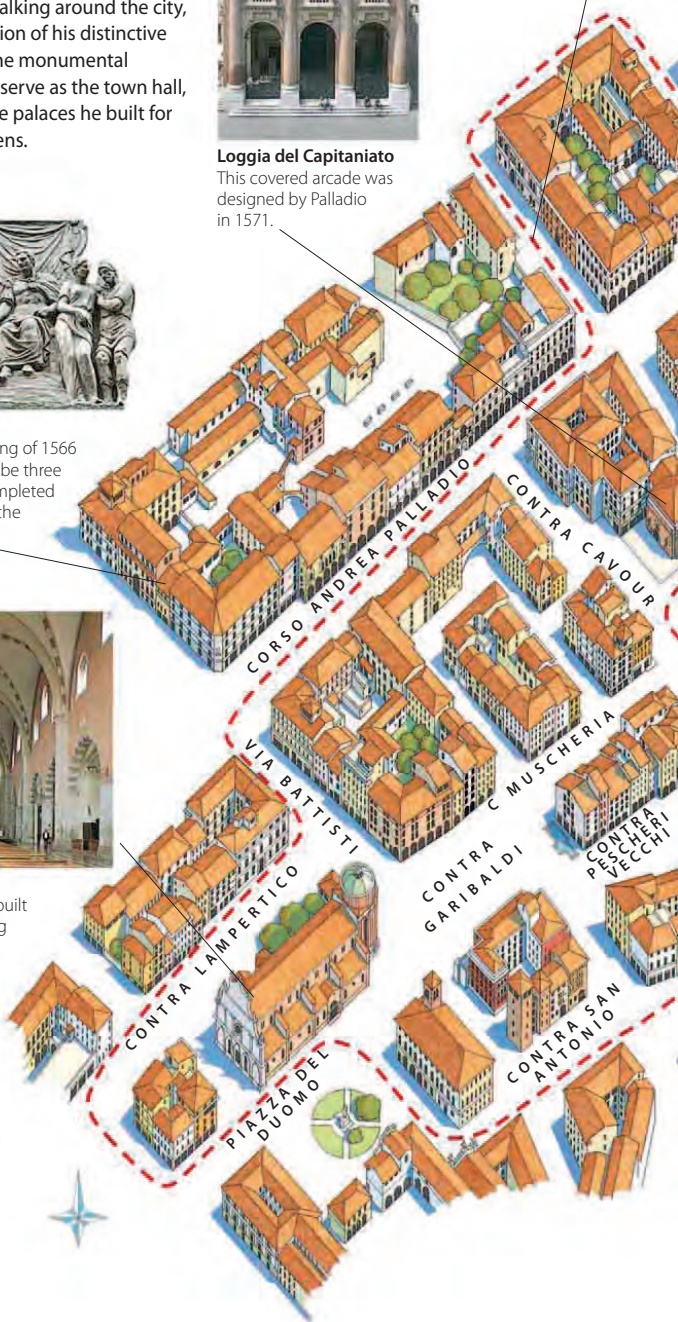 alking around the city,
tion of his distinctive
ne monumental
serve as the town hall,
e palaces he built for
ens.
Loggia del Capitaniato
This covered arcade was
designed by Palladio
in 1571.
ng of 1566
be three
mpleted
the
built
g
CORSO ANDREA PALLADIO
CONTRA CAVOUR
VIA BATTISTI
C MUSCHERIA
CONTRA
PESCHERI
VECCHI
CONTRA
GARIBALDI
CONTRA LAMPERTICO
CONTRA SAN
ANTONIO
PIAZZA DEL
DUOMO